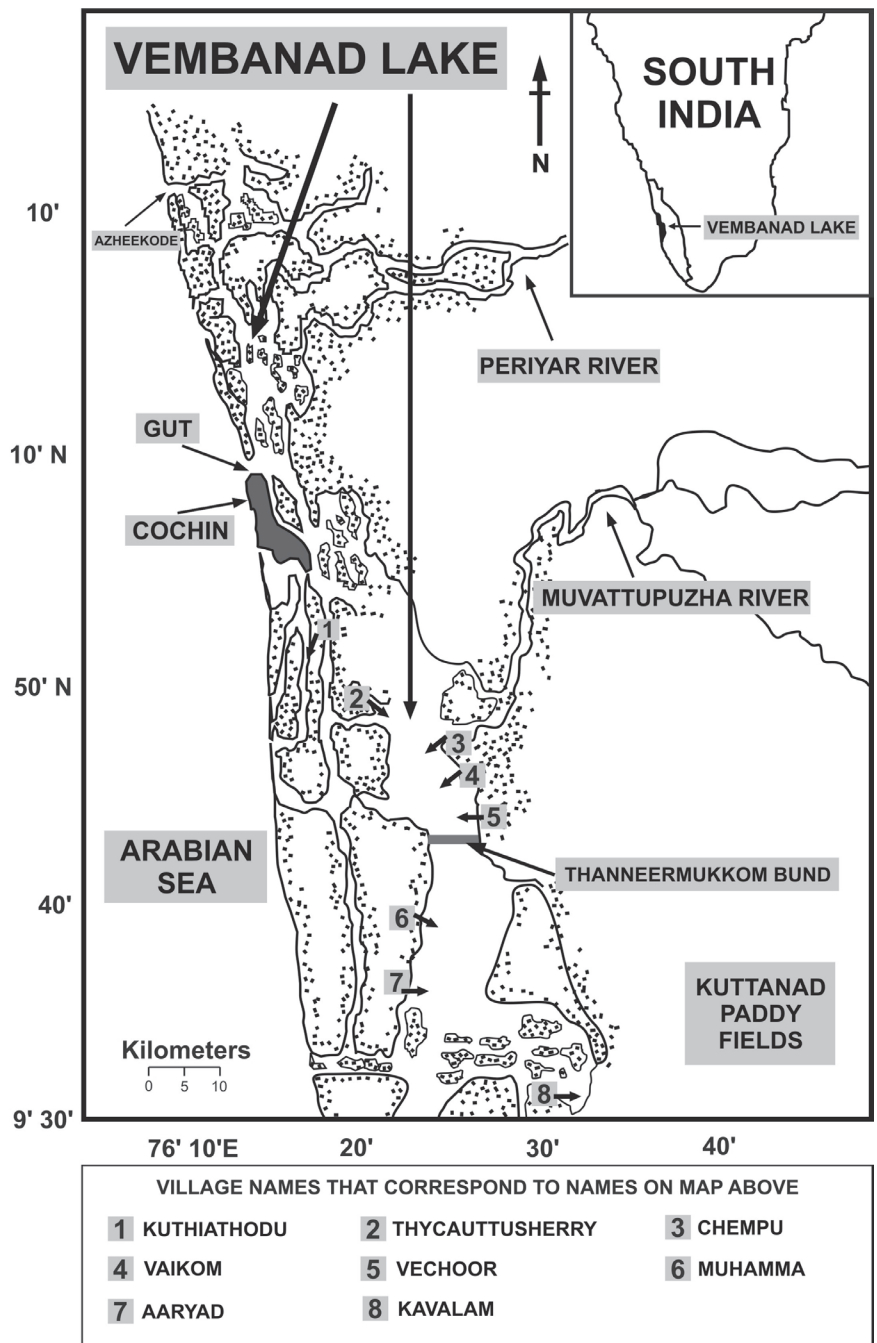 VEMBANAD LAKE
N
SOUTH
INDIA
VEMBANAD LAKE
10'
AZHEEKODE
PERIYAR RIVER
GUT
10' N
COCHIN
MUVATTUPUZHA RIVER
1
50' N
2
3
4
5
ARABIAN
SEA
THANNEERMUKKOM BUND
40'
6
7
KUTTANAD
PADDY
FIELDS
Kilometers
0 5 10
8
9' 30'
76' 10'E 20' 30' 40'
VILLAGE NAMES THAT CORRESPOND TO NAMES ON MAP ABOVE
1 KUTHIATHODU 2 THYCAUTTUSHERRY 3 CHEMPU
4 VAIKOM 5 VECHOOR 6 MUHAMMA
7 AARYAD 8 KAVALAM